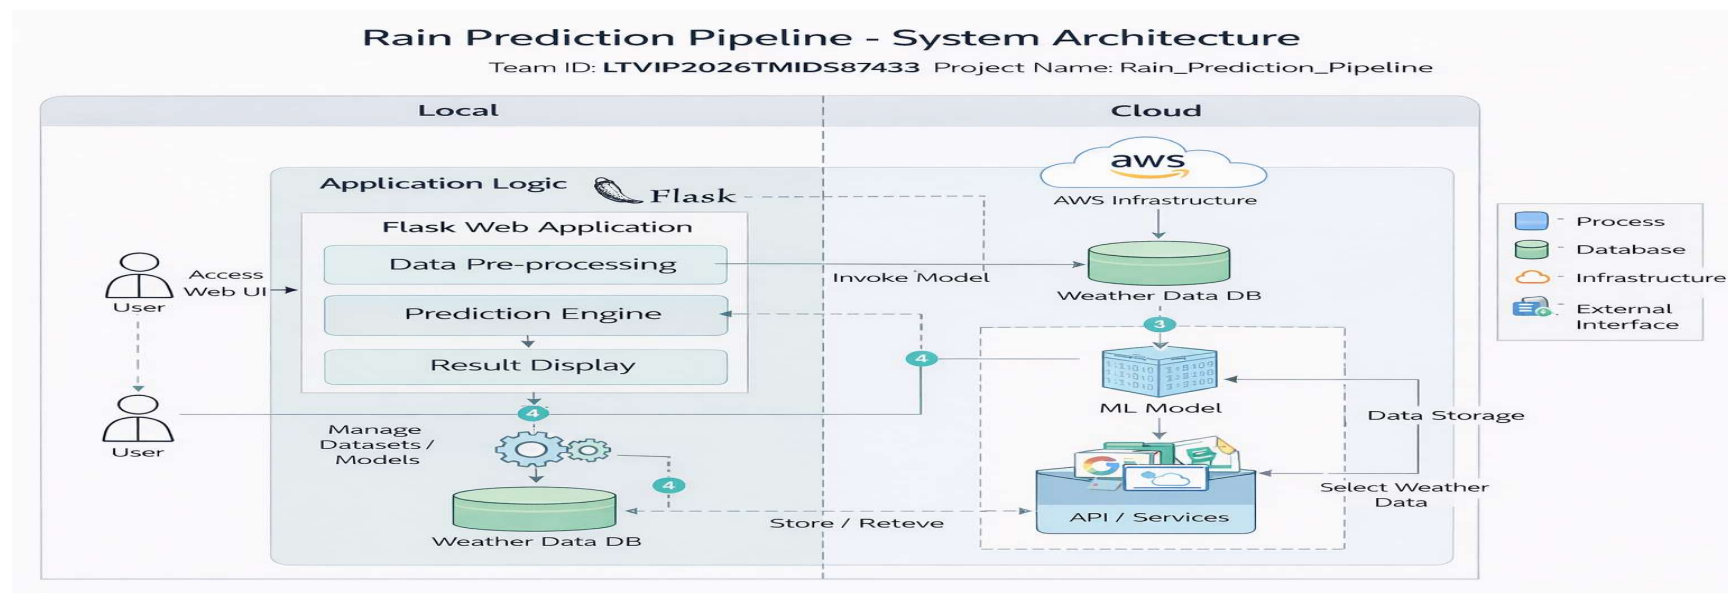 Rain Prediction Pipeline - System Architecture
Team ID: LTVIP2026TMIDS87433 Project Name: Rain_Prediction_Pipeline
Local
Cloud
Application Logic
Flask
aws
AWS Infrastructure
Flask Web Application
Data Pre-processing
Prediction Engine
Result Display
Access
Web UI
User
User
Invoke Model
Weather Data DB
3
4
4
4
ML Model
Data Storage
Manage
Datasets /
Models
Weather Data DB
Store / Reteve
API / Services
Select Weather
Data
Process
Database
Infrastructure
External
Interface